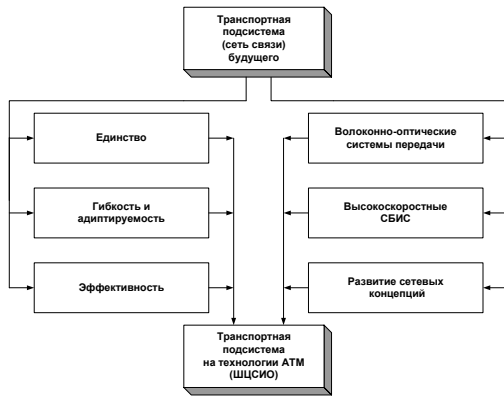 Транспортная
подсистема
(сеть связи)
будущего
Единство
Волоконно-оптические
системы передачи
Гибкость и
адиптируемость
Высокоскоростные
СБИС
Эффективность
Развитие сетевых
концепций
Транспортная
подсистема
на технологии АТМ
(ШЦСИО)